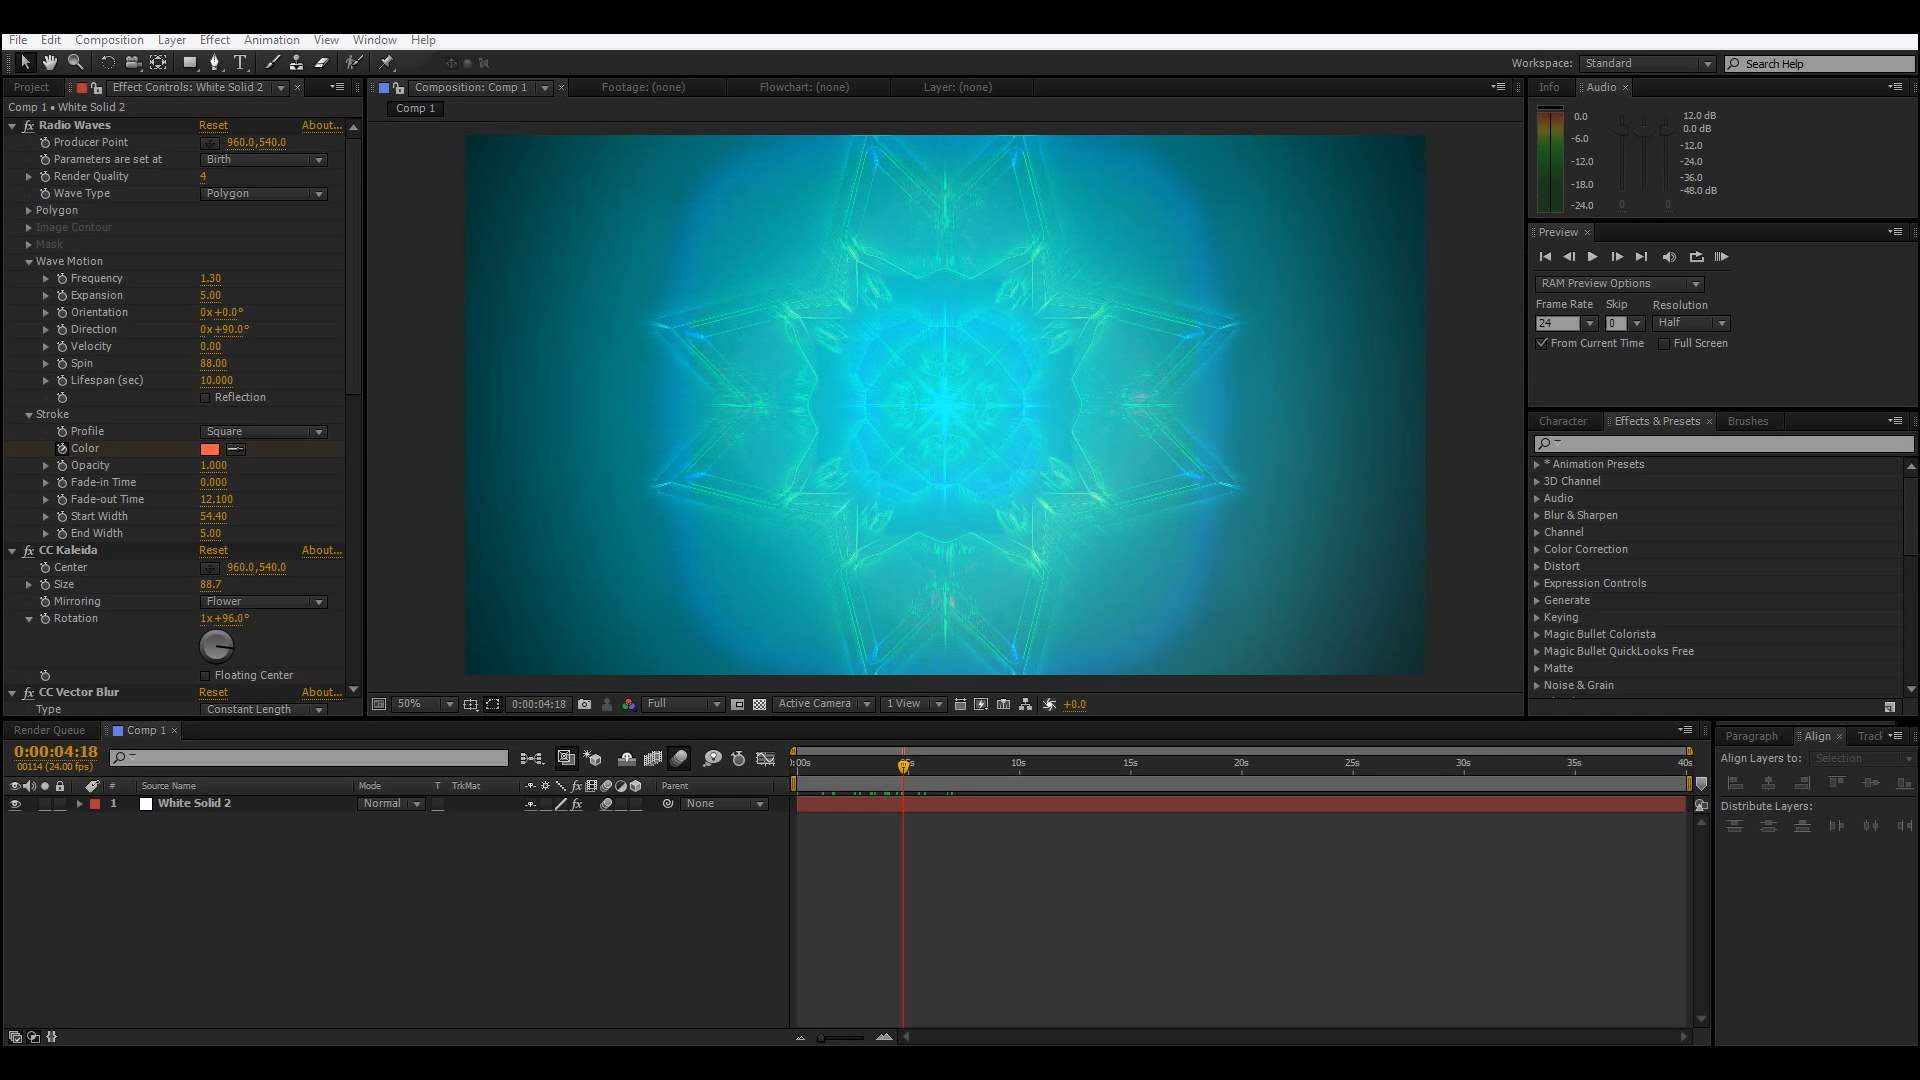 File Edit Composition Layer Effect Animation View Window Help
Workspace: Standard Search Help
Project Effect Controls: White Solid 2
Composition: Comp 1 Footage: (none) Flowchart: (none) Layer: (none)
Info Audio
Comp 1 • White Solid 2
Comp 1
fx Radio Waves Reset About...
Producer Point 960.0,540.0
Parameters are set at Birth
Render Quality 4
Wave Type Polygon
Polygon
Image Contour
Mask
Wave Motion
Frequency 1.30
Expansion 5.00
Orientation 0x+0.0°
Direction 0x+90.0°
Velocity 0.00
Spin 88.00
Lifespan (sec) 10.000
Reflection
Stroke
Profile Square
Color
Opacity 1.000
Fade-in Time 0.000
Fade-out Time 12.100
Start Width 54.40
End Width 5.00
fx CC Kaleida Reset About...
Center 960.0,540.0
Size 88.7
Mirroring Flower
Rotation 1x+96.0°
Floating Center
fx CC Vector Blur Reset About...
Type Constant Length
50% 0:00:04:18 Full Active Camera 1 View +0.0
0.0 12.0 dB
-6.0 0.0 dB
-12.0 -12.0
-18.0 -24.0
-24.0 -36.0
-48.0 dB
0 0
Preview
RAM Preview Options
Frame Rate Skip Resolution
24 0 Half
From Current Time Full Screen
Character Effects & Presets Brushes
* Animation Presets
3D Channel
Audio
Blur & Sharpen
Channel
Color Correction
Distort
Expression Controls
Generate
Keying
Magic Bullet Colorista
Magic Bullet QuickLooks Free
Matte
Noise & Grain
Render Queue Comp 1
0:00:04:18
00114 (24.00 fps)
# Source Name Mode T TrkMat fx Parent
1 White Solid 2 Normal fx None
):00s 10s 15s 20s 25s 30s 35s 40s
Paragraph Align Track
Align Layers to: Selection
Distribute Layers: